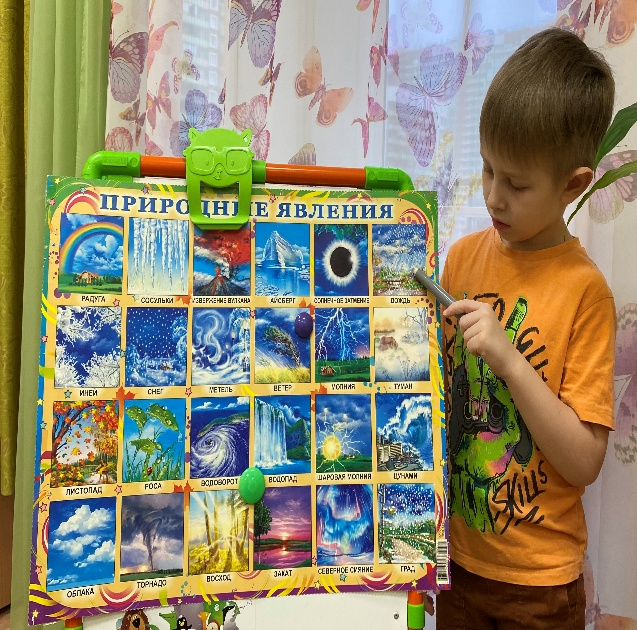 ПРИРОДНЫЕ ЯВЛЕНИЯ
РАДУГА СОСУЛЬКИ ИЗВЕРЖЕНИЕ ВУЛКАНА АЙСБЕРГ СОЛНЕЧНОЕ ЗАТМЕНИЕ ДОЖДЬ
ИНЕЙ СНЕГ МЕТЕЛЬ ВЕТЕР МОЛНИЯ ТУМАН
ЛИСТОПАД РОСА ВОДОВОРОТ ВОДОПАД ШАРОВАЯ МОЛНИЯ ЦУНАМИ
ОБЛАКА ТОРНАДО ВОСХОД ЗАКАТ СЕВЕРНОЕ СИЯНИЕ ГРАД
SKILLS